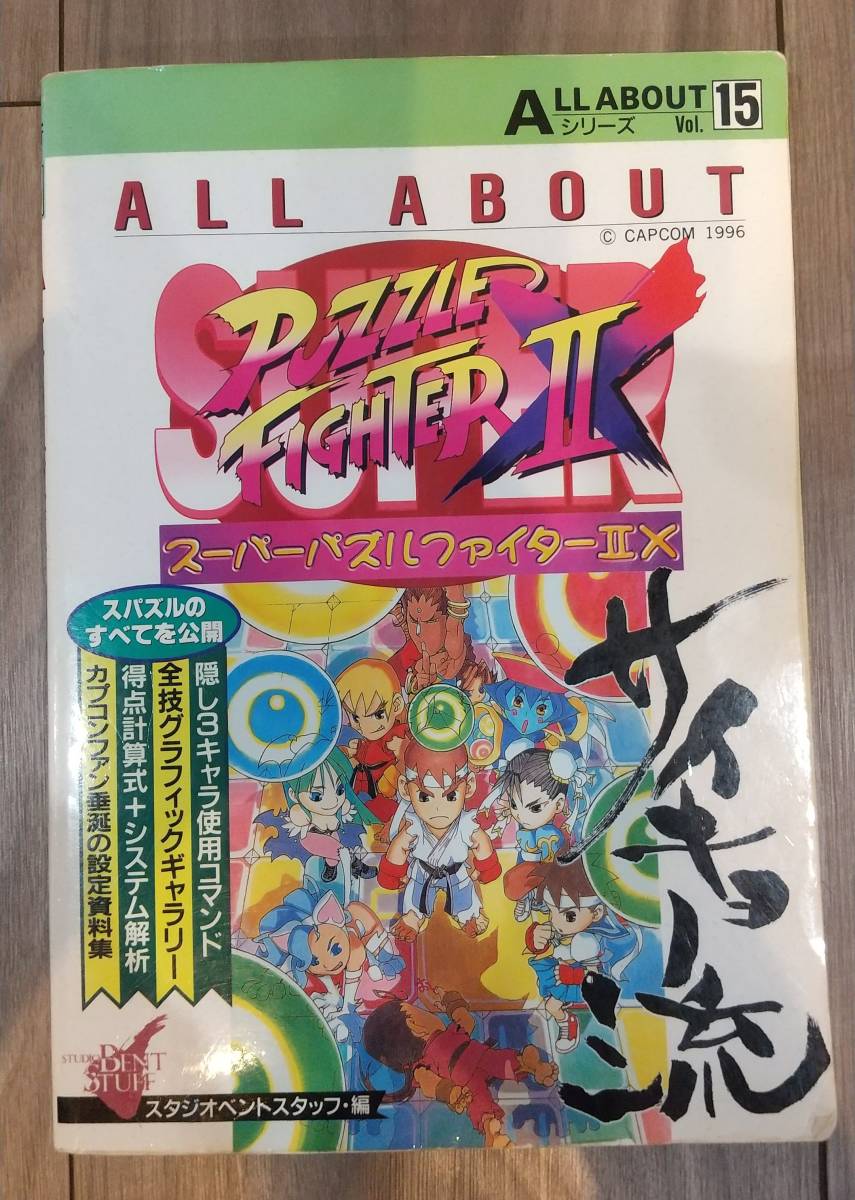 ALL ABOUT
シリーズ Vol. 15
ALL ABOUT
© CAPCOM 1996
SUPER
PUZZLE
FIGHTER II X
スーパーパズルファイターⅡX
スパズルの
すべてを公開
隠し3キャラ使用コマンド
全技グラフィックギャラリー
得点計算式+システム解析
カプコンファン垂涎の設定資料集
サイキョー流
STUDIO BENT
STUFF
スタジオベントスタッフ・編